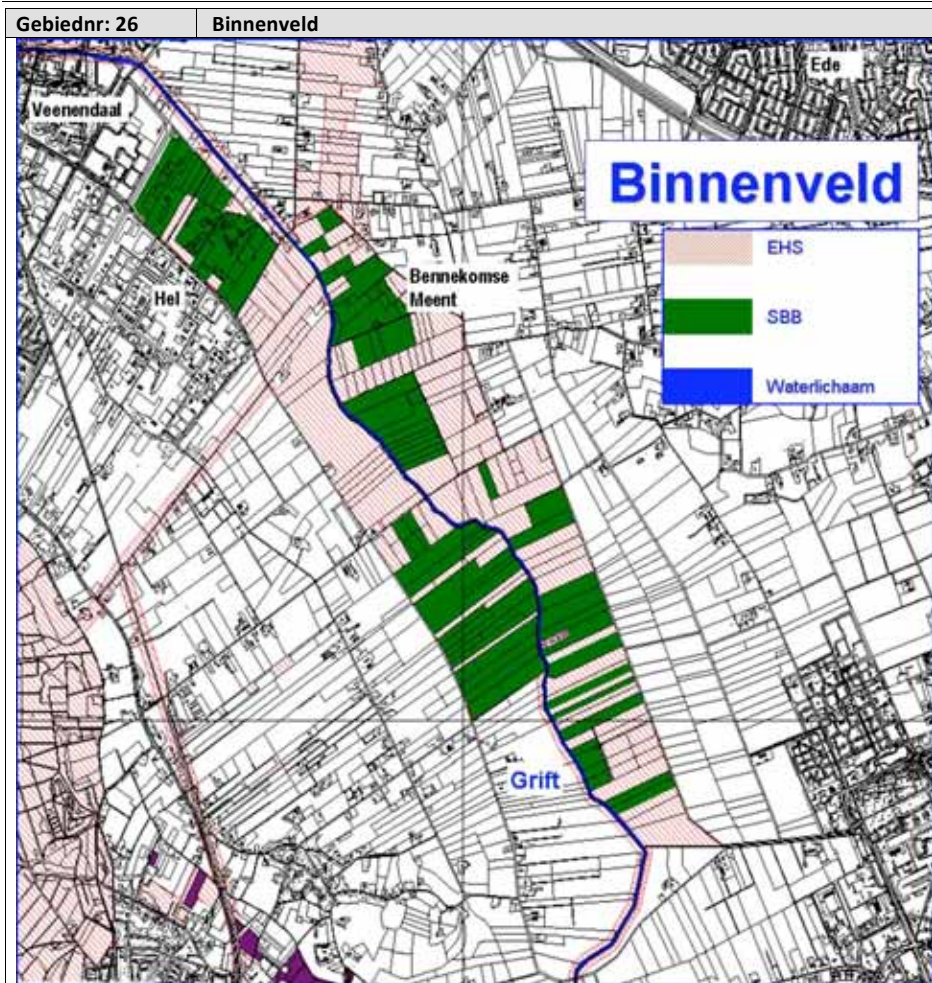 Gebiednr: 26 Binnenveld
Ede
Veenendaal
Binnenveld
EHS
Hel
Bennekomse
Meent
SBB
Waterlichaam
Grift